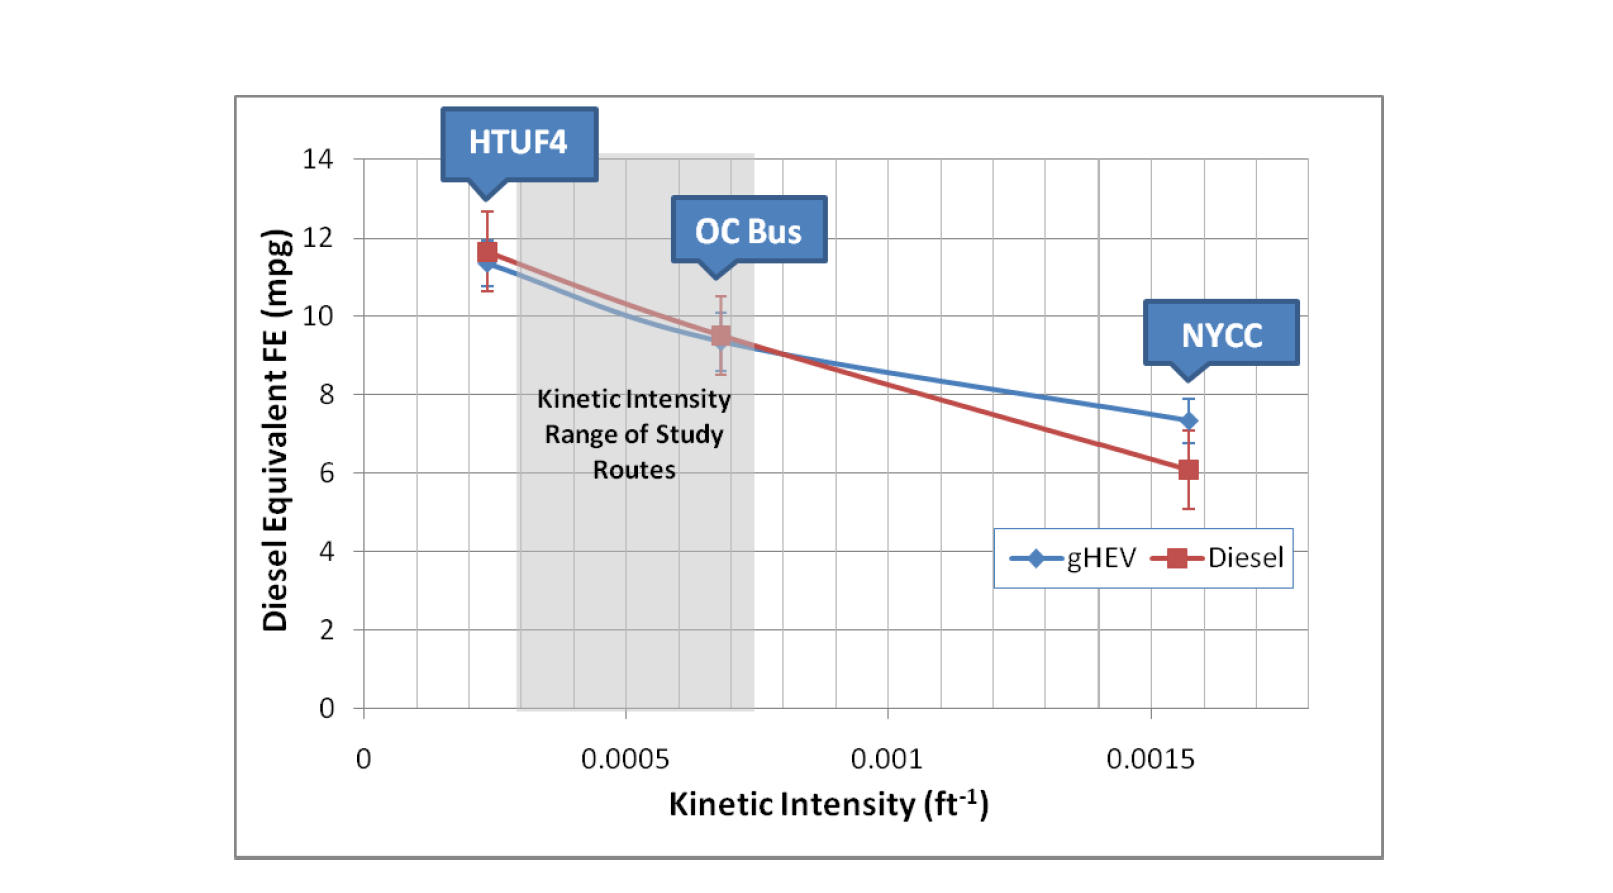 HTUF4
OC Bus
NYCC
Diesel Equivalent FE (mpg)
14
12
10
8
6
4
2
0
Kinetic Intensity
Range of Study
Routes
gHEV Diesel
0 0.0005 0.001 0.0015
Kinetic Intensity (ft⁻¹)